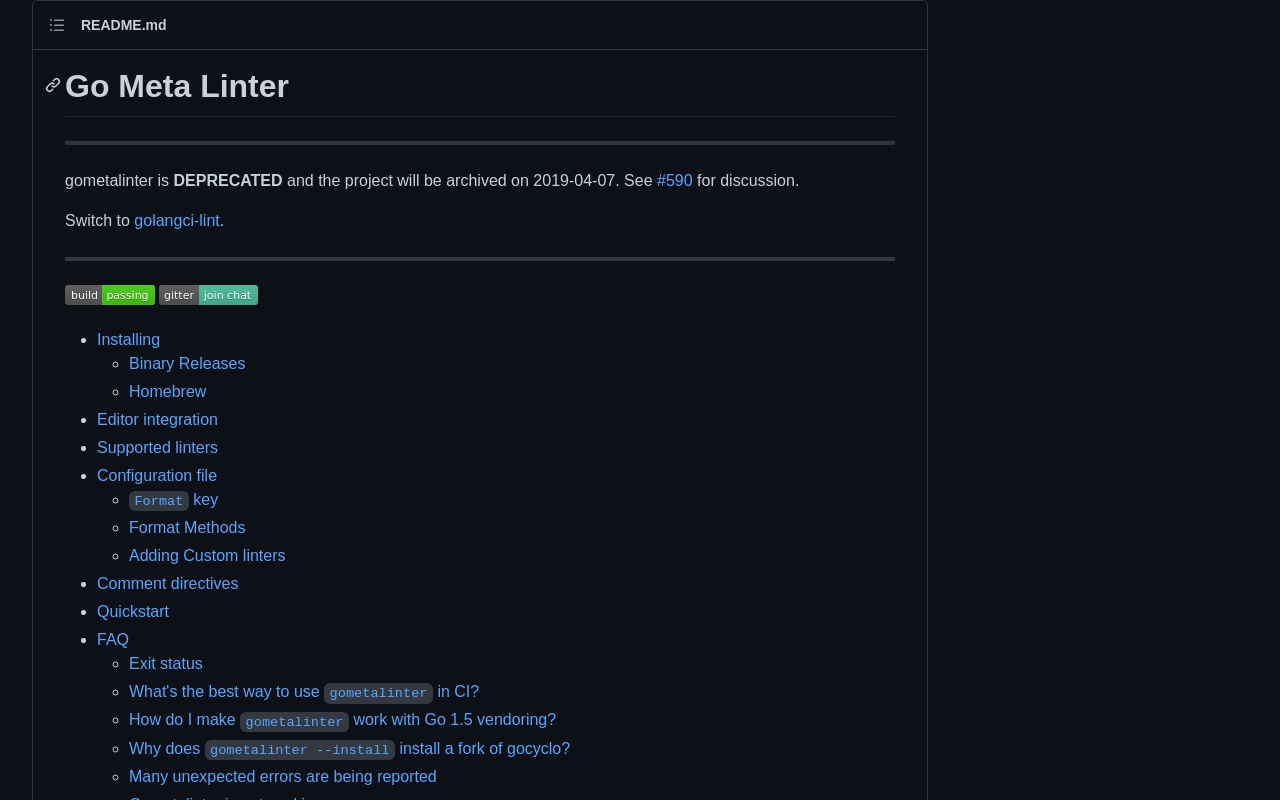 README.md
Go Meta Linter
gometalinter is DEPRECATED and the project will be archived on 2019-04-07. See #590 for discussion.
Switch to golangci-lint.
build passing gitter join chat
Installing
Binary Releases
Homebrew
Editor integration
Supported linters
Configuration file
Format key
Format Methods
Adding Custom linters
Comment directives
Quickstart
FAQ
Exit status
What's the best way to use gometalinter in CI?
How do I make gometalinter work with Go 1.5 vendoring?
Why does gometalinter --install install a fork of gocyclo?
Many unexpected errors are being reported